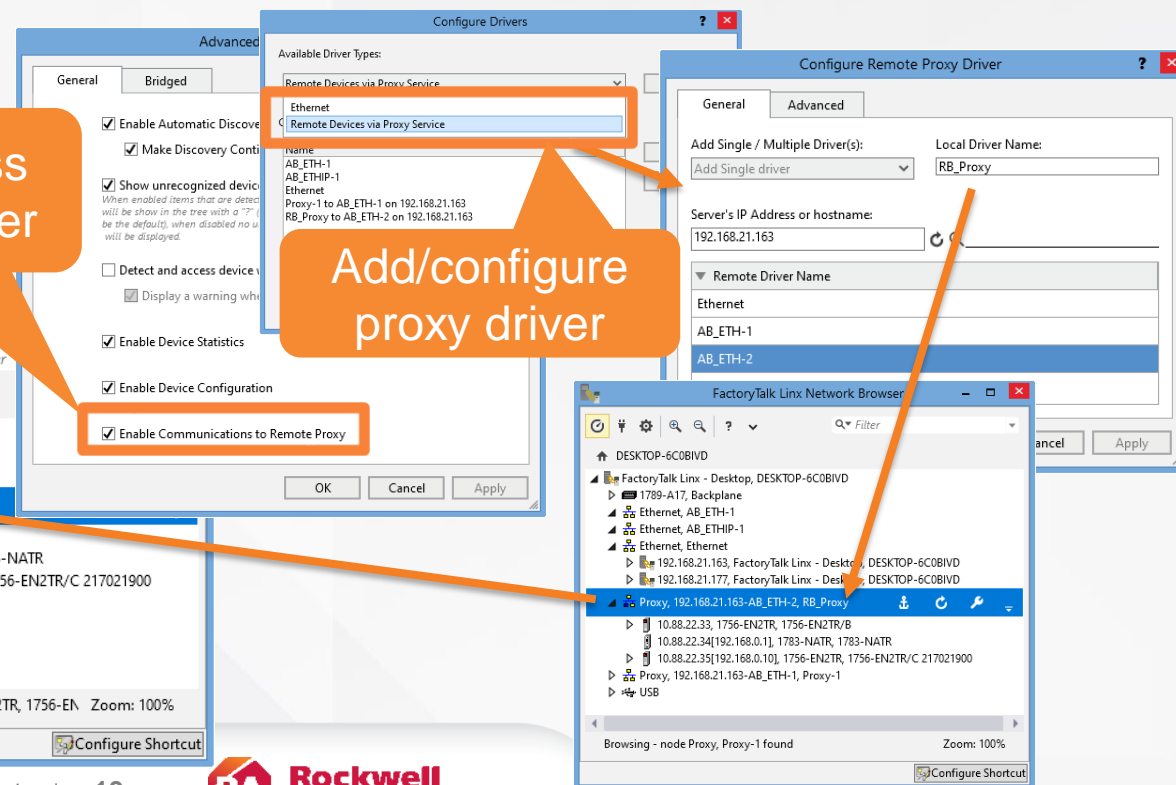 Configure Drivers
?
Available Driver Types:
Remote Devices via Proxy Service
Ethernet
Remote Devices via Proxy Service
Name
AB_ETH-1
AB_ETHIP-1
Ethernet
Proxy-1 to AB_ETH-1 on 192.168.21.163
RB_Proxy to AB_ETH-2 on 192.168.21.163
Advanced
General
Bridged
Enable Automatic Discove
Make Discovery Conti
Show unrecognized devic
When enabled items that are detec
will be show in the tree with a "?" (
be the default), when disabled no u
will be displayed.
Detect and access device
Display a warning whe
Enable Device Statistics
Enable Device Configuration
Enable Communications to Remote Proxy
OK
Cancel
Apply
ss
er
Add/configure
proxy driver
Configure Remote Proxy Driver
?
General
Advanced
Add Single / Multiple Driver(s):
Local Driver Name:
Add Single driver
RB_Proxy
Server's IP Address or hostname:
192.168.21.163
Remote Driver Name
Ethernet
AB_ETH-1
AB_ETH-2
ancel
Apply
FactoryTalk Linx Network Browser
?
Filter
DESKTOP-6C0BIVD
FactoryTalk Linx - Desktop, DESKTOP-6C0BIVD
1789-A17, Backplane
Ethernet, AB_ETH-1
Ethernet, AB_ETHIP-1
Ethernet, Ethernet
192.168.21.163, FactoryTalk Linx - Desktop, DESKTOP-6C0BIVD
192.168.21.177, FactoryTalk Linx - Desktop, DESKTOP-6C0BIVD
Proxy, 192.168.21.163-AB_ETH-2, RB_Proxy
10.88.22.33, 1756-EN2TR, 1756-EN2TR/B
10.88.22.34[192.168.0.1], 1783-NATR, 1783-NATR
10.88.22.35[192.168.0.10], 1756-EN2TR, 1756-EN2TR/C 217021900
Proxy, 192.168.21.163-AB_ETH-1, Proxy-1
USB
Browsing - node Proxy, Proxy-1 found
Zoom: 100%
Configure Shortcut
-NATR
56-EN2TR/C 217021900
2TR, 1756-EN
Zoom: 100%
Configure Shortcut
Rockwell